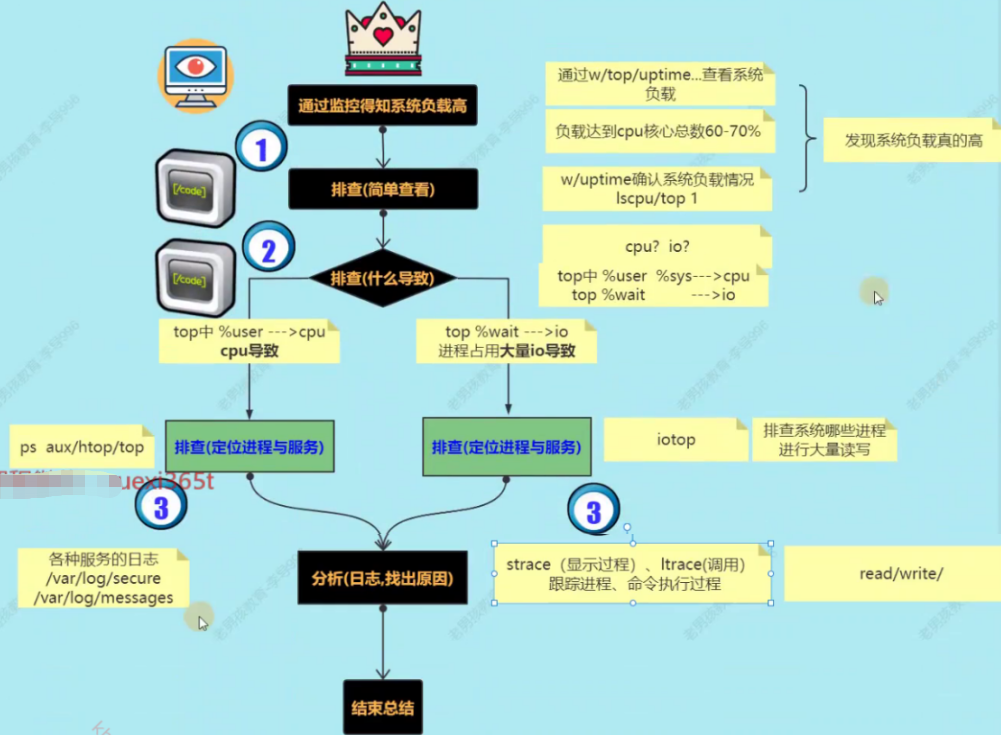 通过监控得知系统负载高
通过w/top/uptime...查看系统
负载
负载达到cpu核心总数60-70%
发现系统负载真的高
1
[/code]
排查(简单查看)
w/uptime确认系统负载情况
lscpu/top 1
2
[/code]
排查(什么导致)
cpu? io?
top中 %user %sys--->cpu
top %wait --->io
top中 %user --->cpu
cpu导致
top %wait --->io
进程占用大量io导致
ps aux/htop/top
排查(定位进程与服务)
排查(定位进程与服务)
iotop
排查系统哪些进程
进行大量读写
uexi365t
3
3
各种服务的日志
/var/log/secure
/var/log/messages
分析(日志,找出原因)
strace（显示过程）、ltrace(调用)
跟踪进程、命令执行过程
read/write/
结束总结